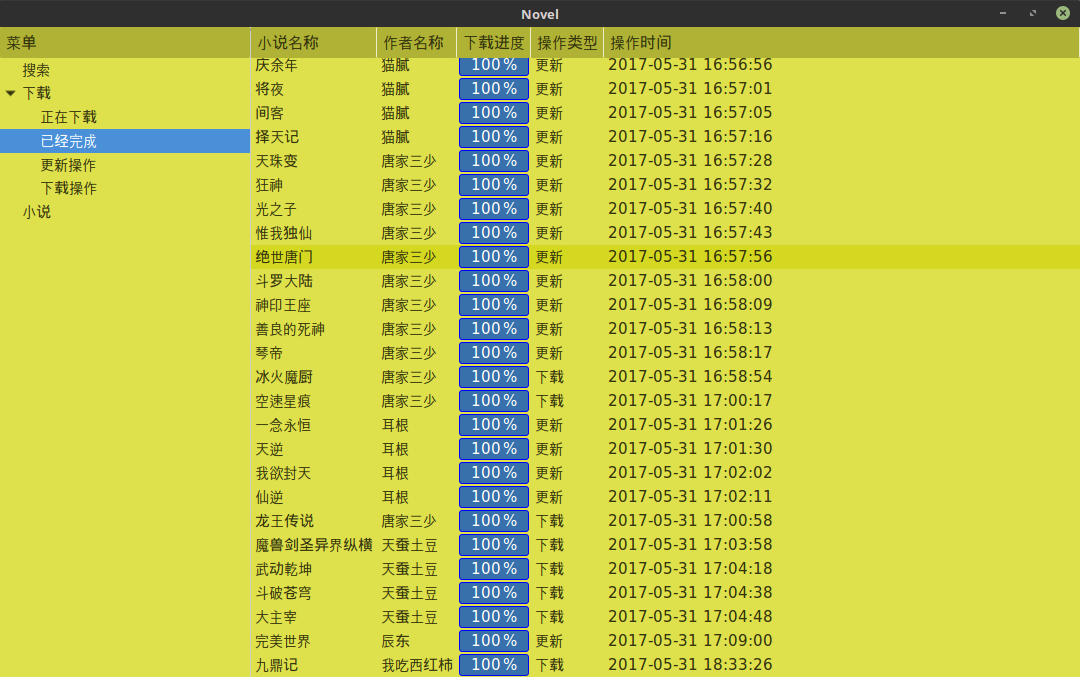 Novel
菜单
小说名称 作者名称 下载进度 操作类型 操作时间
搜索
下载
正在下载
已经完成
更新操作
下载操作
小说
庆余年 猫腻 100% 更新 2017-05-31 16:56:56
将夜 猫腻 100% 更新 2017-05-31 16:57:01
间客 猫腻 100% 更新 2017-05-31 16:57:05
择天记 猫腻 100% 更新 2017-05-31 16:57:16
天珠变 唐家三少 100% 更新 2017-05-31 16:57:28
狂神 唐家三少 100% 更新 2017-05-31 16:57:32
光之子 唐家三少 100% 更新 2017-05-31 16:57:40
惟我独仙 唐家三少 100% 更新 2017-05-31 16:57:43
绝世唐门 唐家三少 100% 更新 2017-05-31 16:57:56
斗罗大陆 唐家三少 100% 更新 2017-05-31 16:58:00
神印王座 唐家三少 100% 更新 2017-05-31 16:58:09
善良的死神 唐家三少 100% 更新 2017-05-31 16:58:13
琴帝 唐家三少 100% 更新 2017-05-31 16:58:17
冰火魔厨 唐家三少 100% 下载 2017-05-31 16:58:54
空速星痕 唐家三少 100% 下载 2017-05-31 17:00:17
一念永恒 耳根 100% 更新 2017-05-31 17:01:26
天逆 耳根 100% 更新 2017-05-31 17:01:30
我欲封天 耳根 100% 更新 2017-05-31 17:02:02
仙逆 耳根 100% 更新 2017-05-31 17:02:11
龙王传说 唐家三少 100% 下载 2017-05-31 17:00:58
魔兽剑圣异界纵横 天蚕土豆 100% 下载 2017-05-31 17:03:58
武动乾坤 天蚕土豆 100% 下载 2017-05-31 17:04:18
斗破苍穹 天蚕土豆 100% 下载 2017-05-31 17:04:38
大主宰 天蚕土豆 100% 下载 2017-05-31 17:04:48
完美世界 辰东 100% 更新 2017-05-31 17:09:00
九鼎记 我吃西红柿 100% 下载 2017-05-31 18:33:26